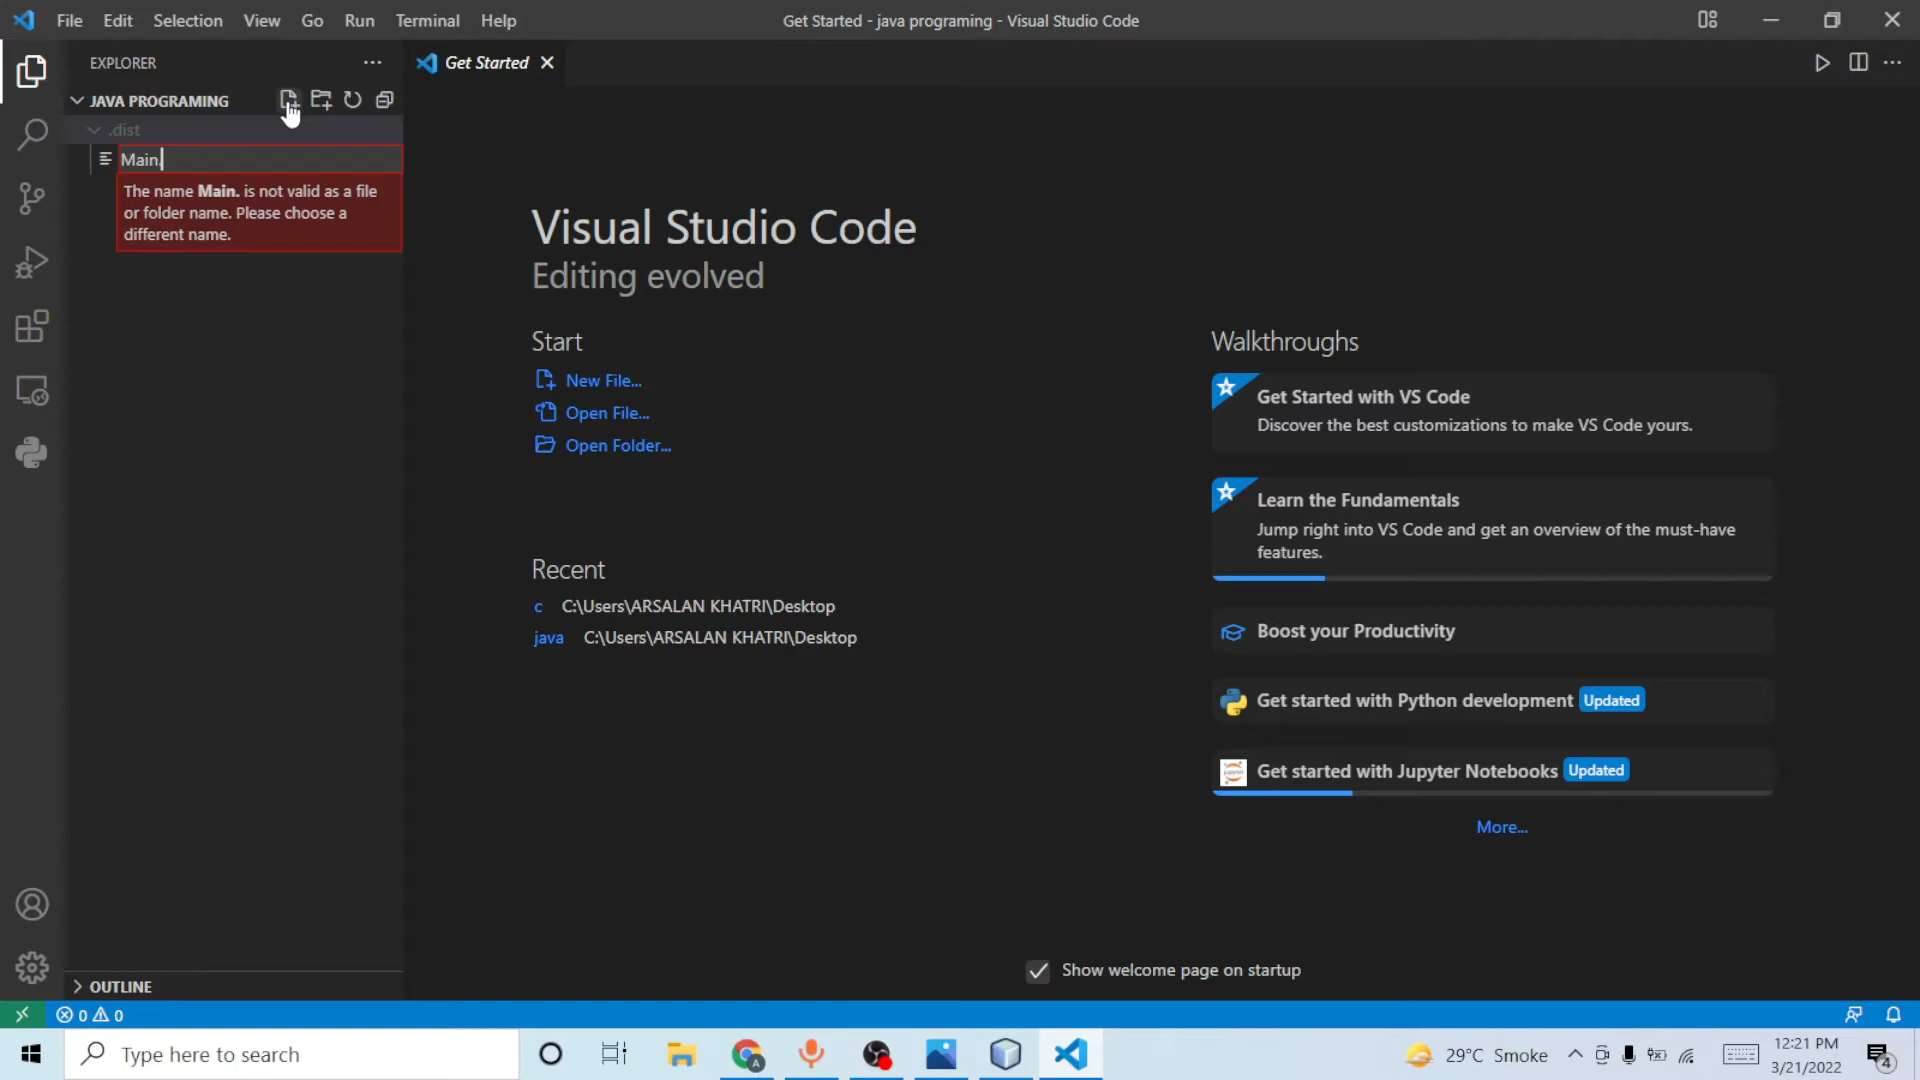 File Edit Selection View Go Run Terminal Help
Get Started - java programing - Visual Studio Code
EXPLORER
Get Started
JAVA PROGRAMING
.dist
Main.
The name Main. is not valid as a file
or folder name. Please choose a
different name.
Visual Studio Code
Editing evolved
Start
New File...
Open File...
Open Folder...
Recent
c C:\Users\ARSALAN KHATRI\Desktop
java C:\Users\ARSALAN KHATRI\Desktop
Walkthroughs
Get Started with VS Code
Discover the best customizations to make VS Code yours.
Learn the Fundamentals
Jump right into VS Code and get an overview of the must-have
features.
Boost your Productivity
Get started with Python development Updated
Get started with Jupyter Notebooks Updated
More...
Show welcome page on startup
OUTLINE
0 0
Type here to search
29°C Smoke
12:21 PM
3/21/2022
4